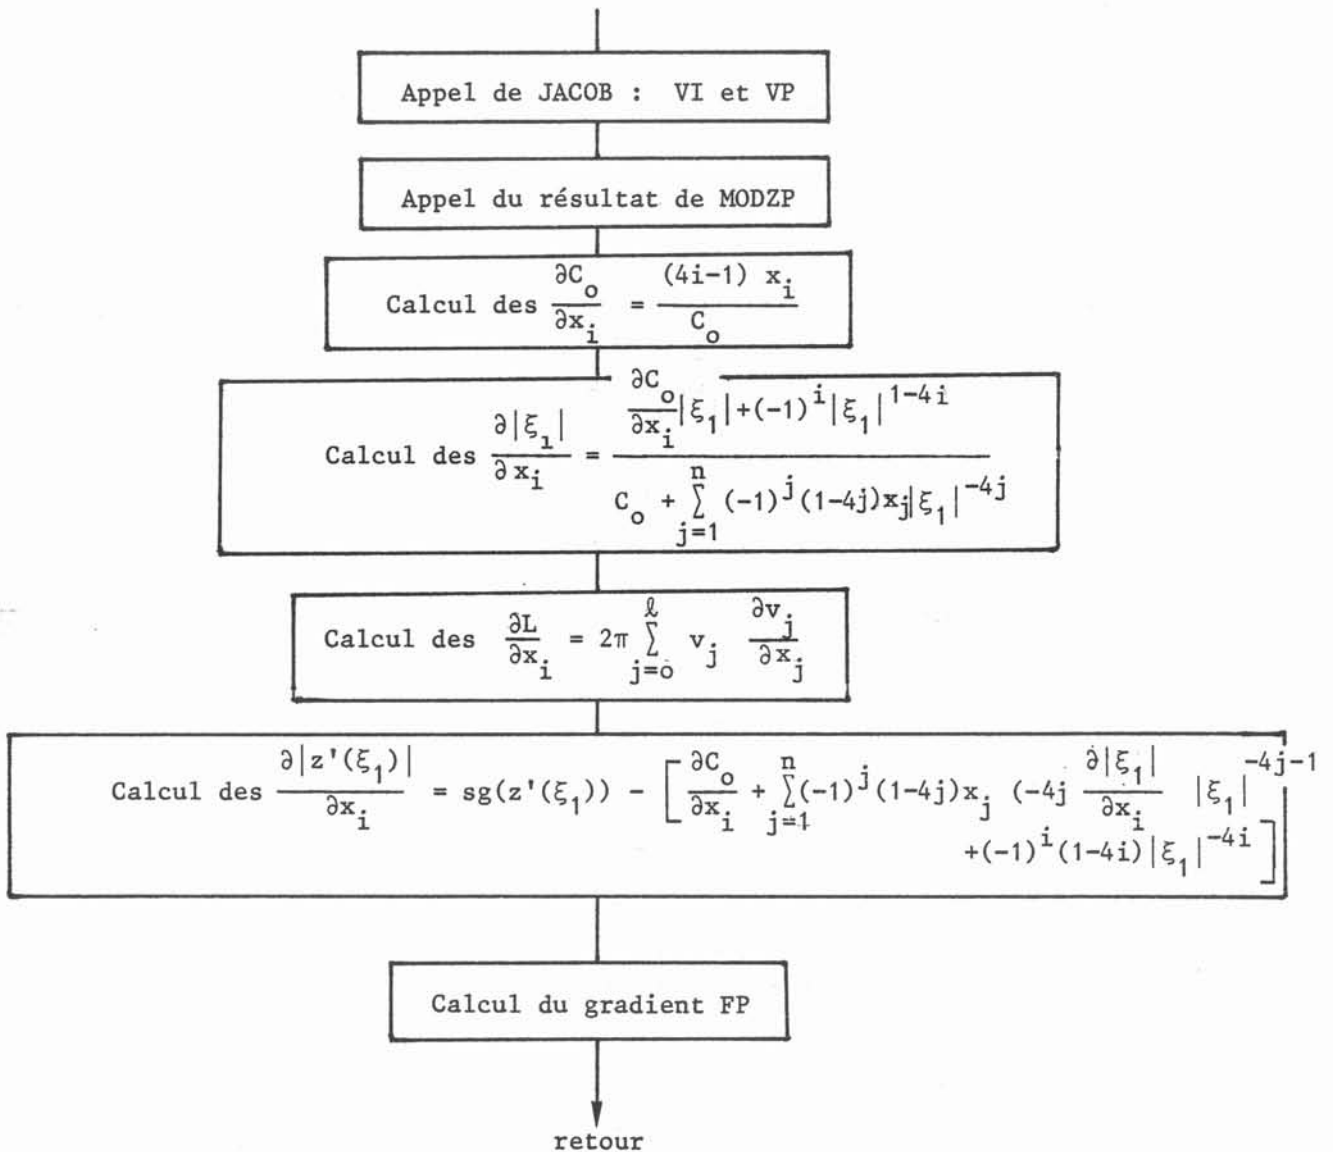 Appel de JACOB : VI et VP
Appel du résultat de MODZP
Calcul des ∂C_o/∂x_i = (4i-1) x_i / C_o
Calcul des ∂|ξ_1|/∂x_i = (∂C_o/∂x_i |ξ_1| + (-1)^i |ξ_1|^{1-4i}) / (C_o + Σ_{j=1}^{n} (-1)^j (1-4j) x_j |ξ_1|^{-4j})
Calcul des ∂L/∂x_i = 2π Σ_{j=o}^{ℓ} v_j ∂v_j/∂x_j
Calcul des ∂|z'(ξ_1)|/∂x_i = sg(z'(ξ_1)) - [ ∂C_o/∂x_i + Σ_{j=1}^{n} (-1)^j (1-4j) x_j (-4j ∂|ξ_1|/∂x_i |ξ_1|^{-4j-1}
+(-1)^i (1-4i) |ξ_1|^{-4i} ]
Calcul du gradient FP
retour